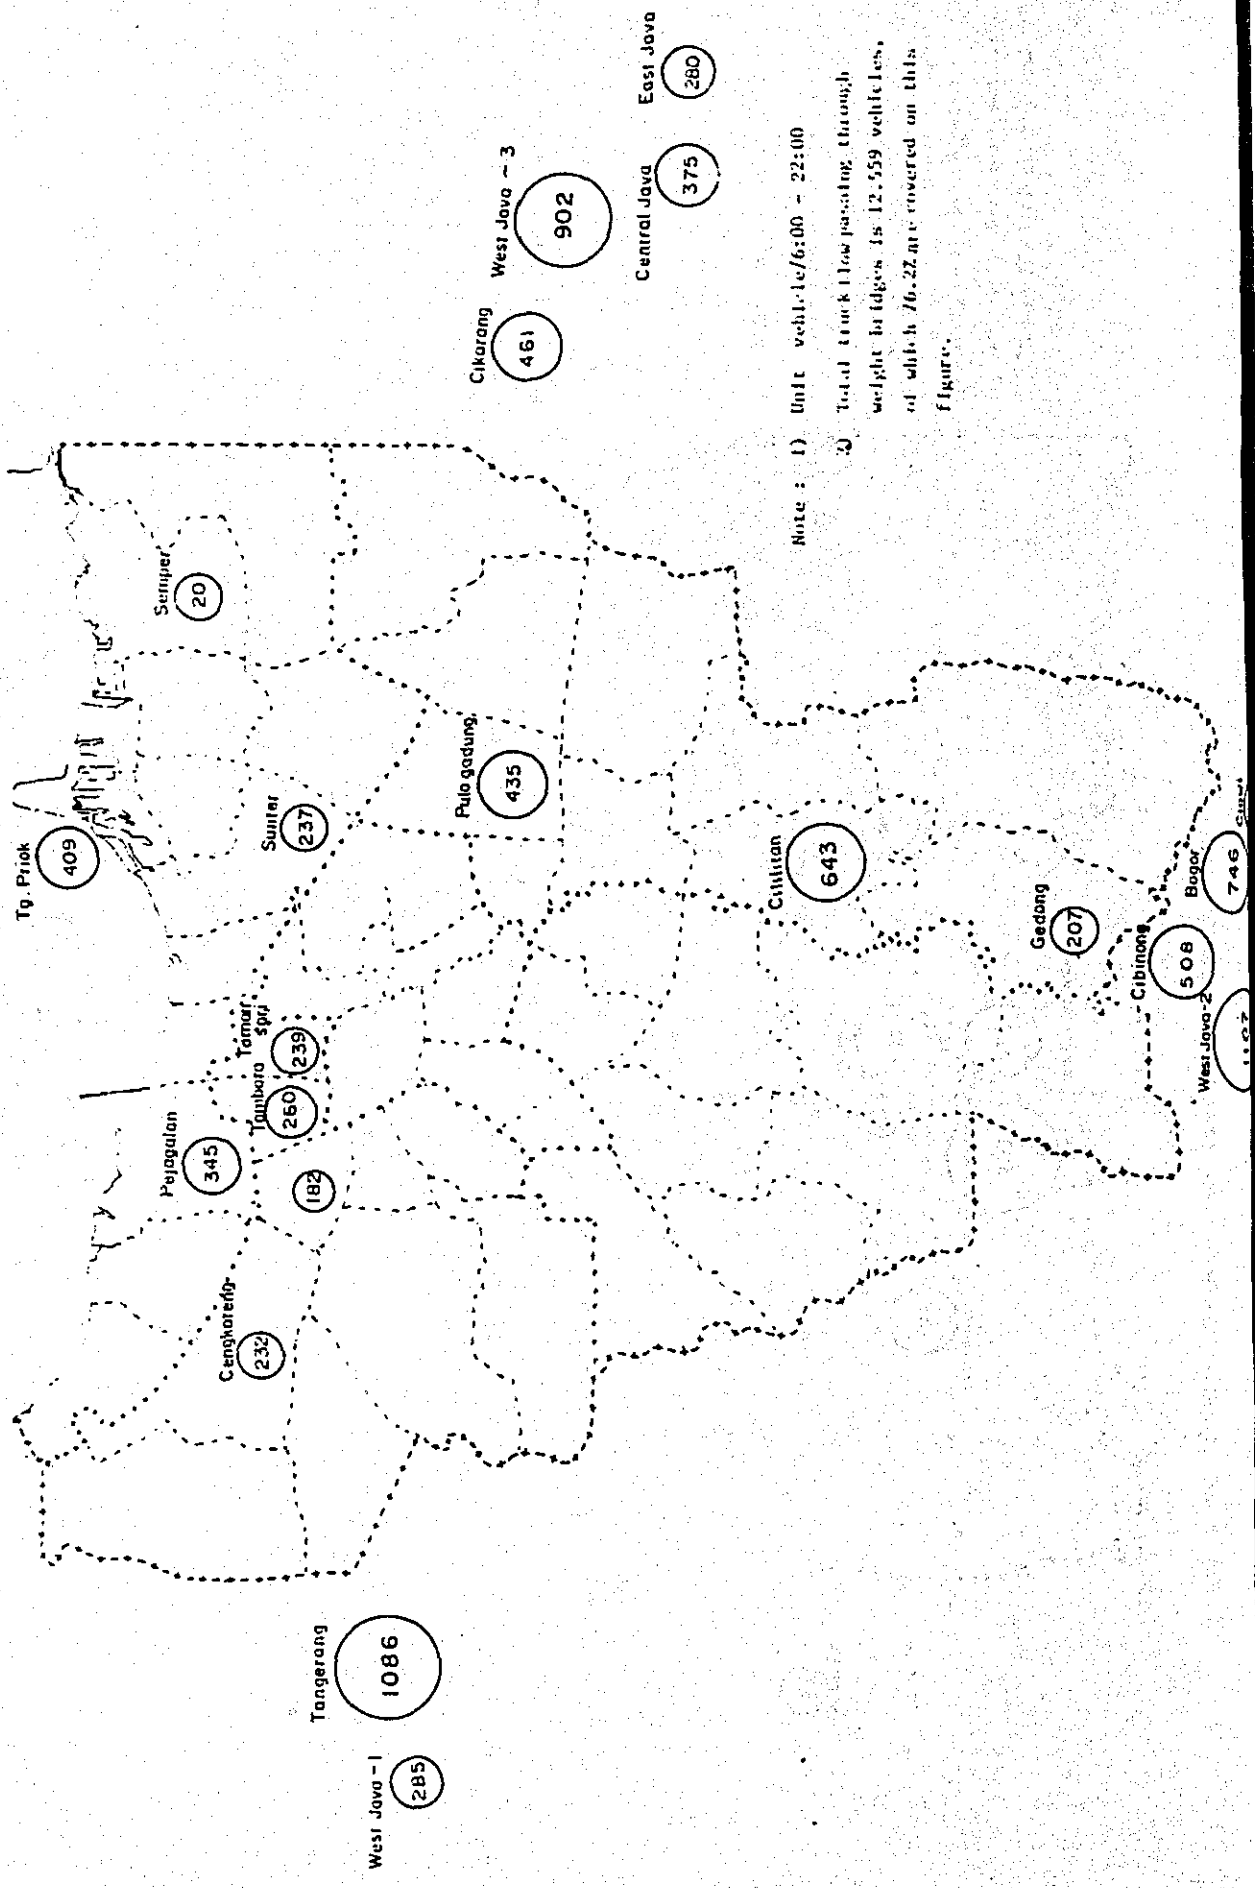 West Java - 1
285
Tangerang
1086
Cengkareng
232
182
Pejagalan
345
Tambora
260
Taman
Spri
239
Tg. Priok
409
Sunter
237
Semper
20
Pulogadung
435
Cililitan
643
Gedong
207
Cibinong
508
Bogor
746
West Java-2
Cikarang
461
West Java - 3
902
Central Java
375
East Java
280
Note : 1) Unit vehicle/6:00 - 22:00
2) Total truck flow passing through
weight bridges is 12.559 vehicles,
of which 76.2% are covered on this
figure.